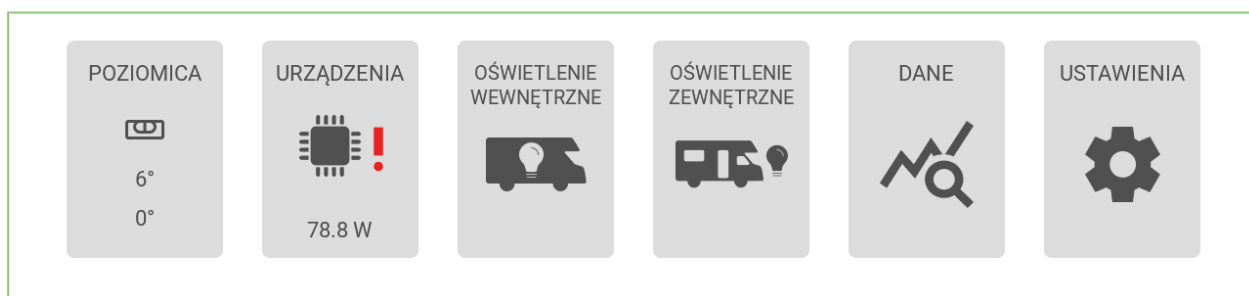 POZIOMICA
6°
0°
URZĄDZENIA
78.8 W
OŚWIETLENIE
WEWNĘTRZNE
OŚWIETLENIE
ZEWNĘTRZNE
DANE
USTAWIENIA